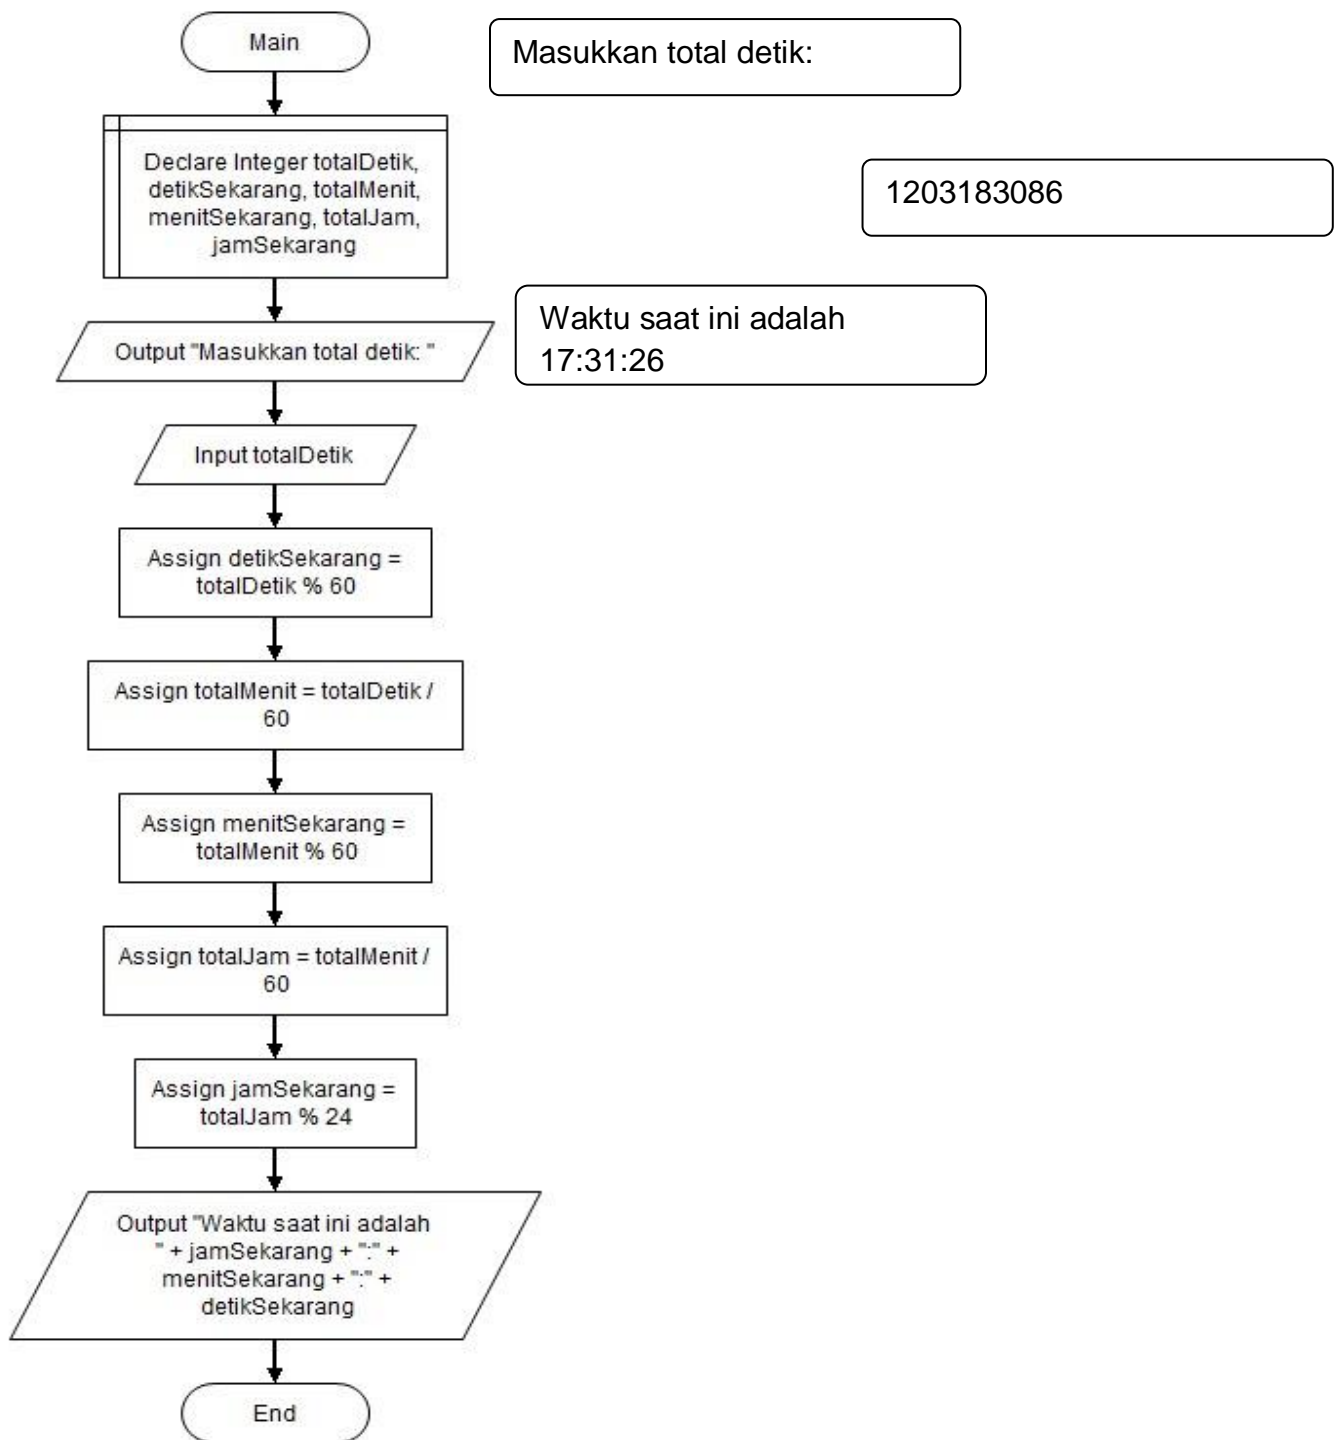 Main
Declare Integer totalDetik,
detikSekarang, totalMenit,
menitSekarang, totalJam,
jamSekarang
Output "Masukkan total detik: "
Input totalDetik
Assign detikSekarang =
totalDetik % 60
Assign totalMenit = totalDetik /
60
Assign menitSekarang =
totalMenit % 60
Assign totalJam = totalMenit /
60
Assign jamSekarang =
totalJam % 24
Output "Waktu saat ini adalah
" + jamSekarang + ":" +
menitSekarang + ":" +
detikSekarang
End
Masukkan total detik:
1203183086
Waktu saat ini adalah
17:31:26